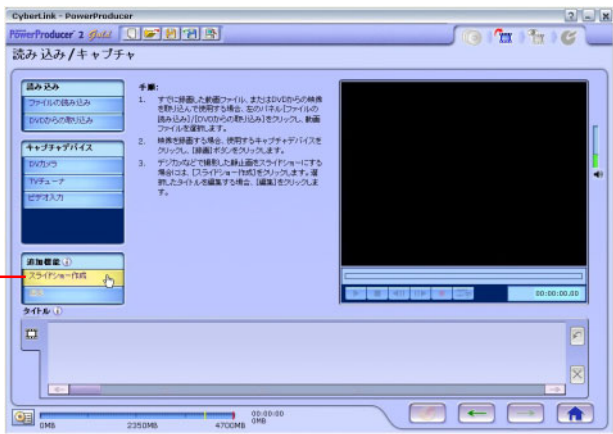 CyberLink - PowerProducer
PowerProducer 2 Gold
読み込み/キャプチャ
読み込み
ファイルの読み込み
DVDからの取り込み
キャプチャデバイス
DVカメラ
TVチューナ
ビデオ入力
追加機能
スライドショー作成
手順:
1. すでに録画した動画ファイル、またはDVDからの映像
を取り込んで使用する場合、左のパネル[ファイルの
読み込み]/[DVDからの取り込み]をクリックし、動画
ファイルを選択します。
2. 映像を録画する場合、使用するキャプチャデバイスを
クリックし、[録画]ボタンをクリックします。
3. デジカメなどで撮影した静止画をスライドショーにする
場合には、[スライドショー作成]をクリックします。選
択したタイトルを編集する場合、[編集]をクリックしま
す。
00:00:00.00
タイトル
00:00:00
0MB 2350MB 4700MB 0MB